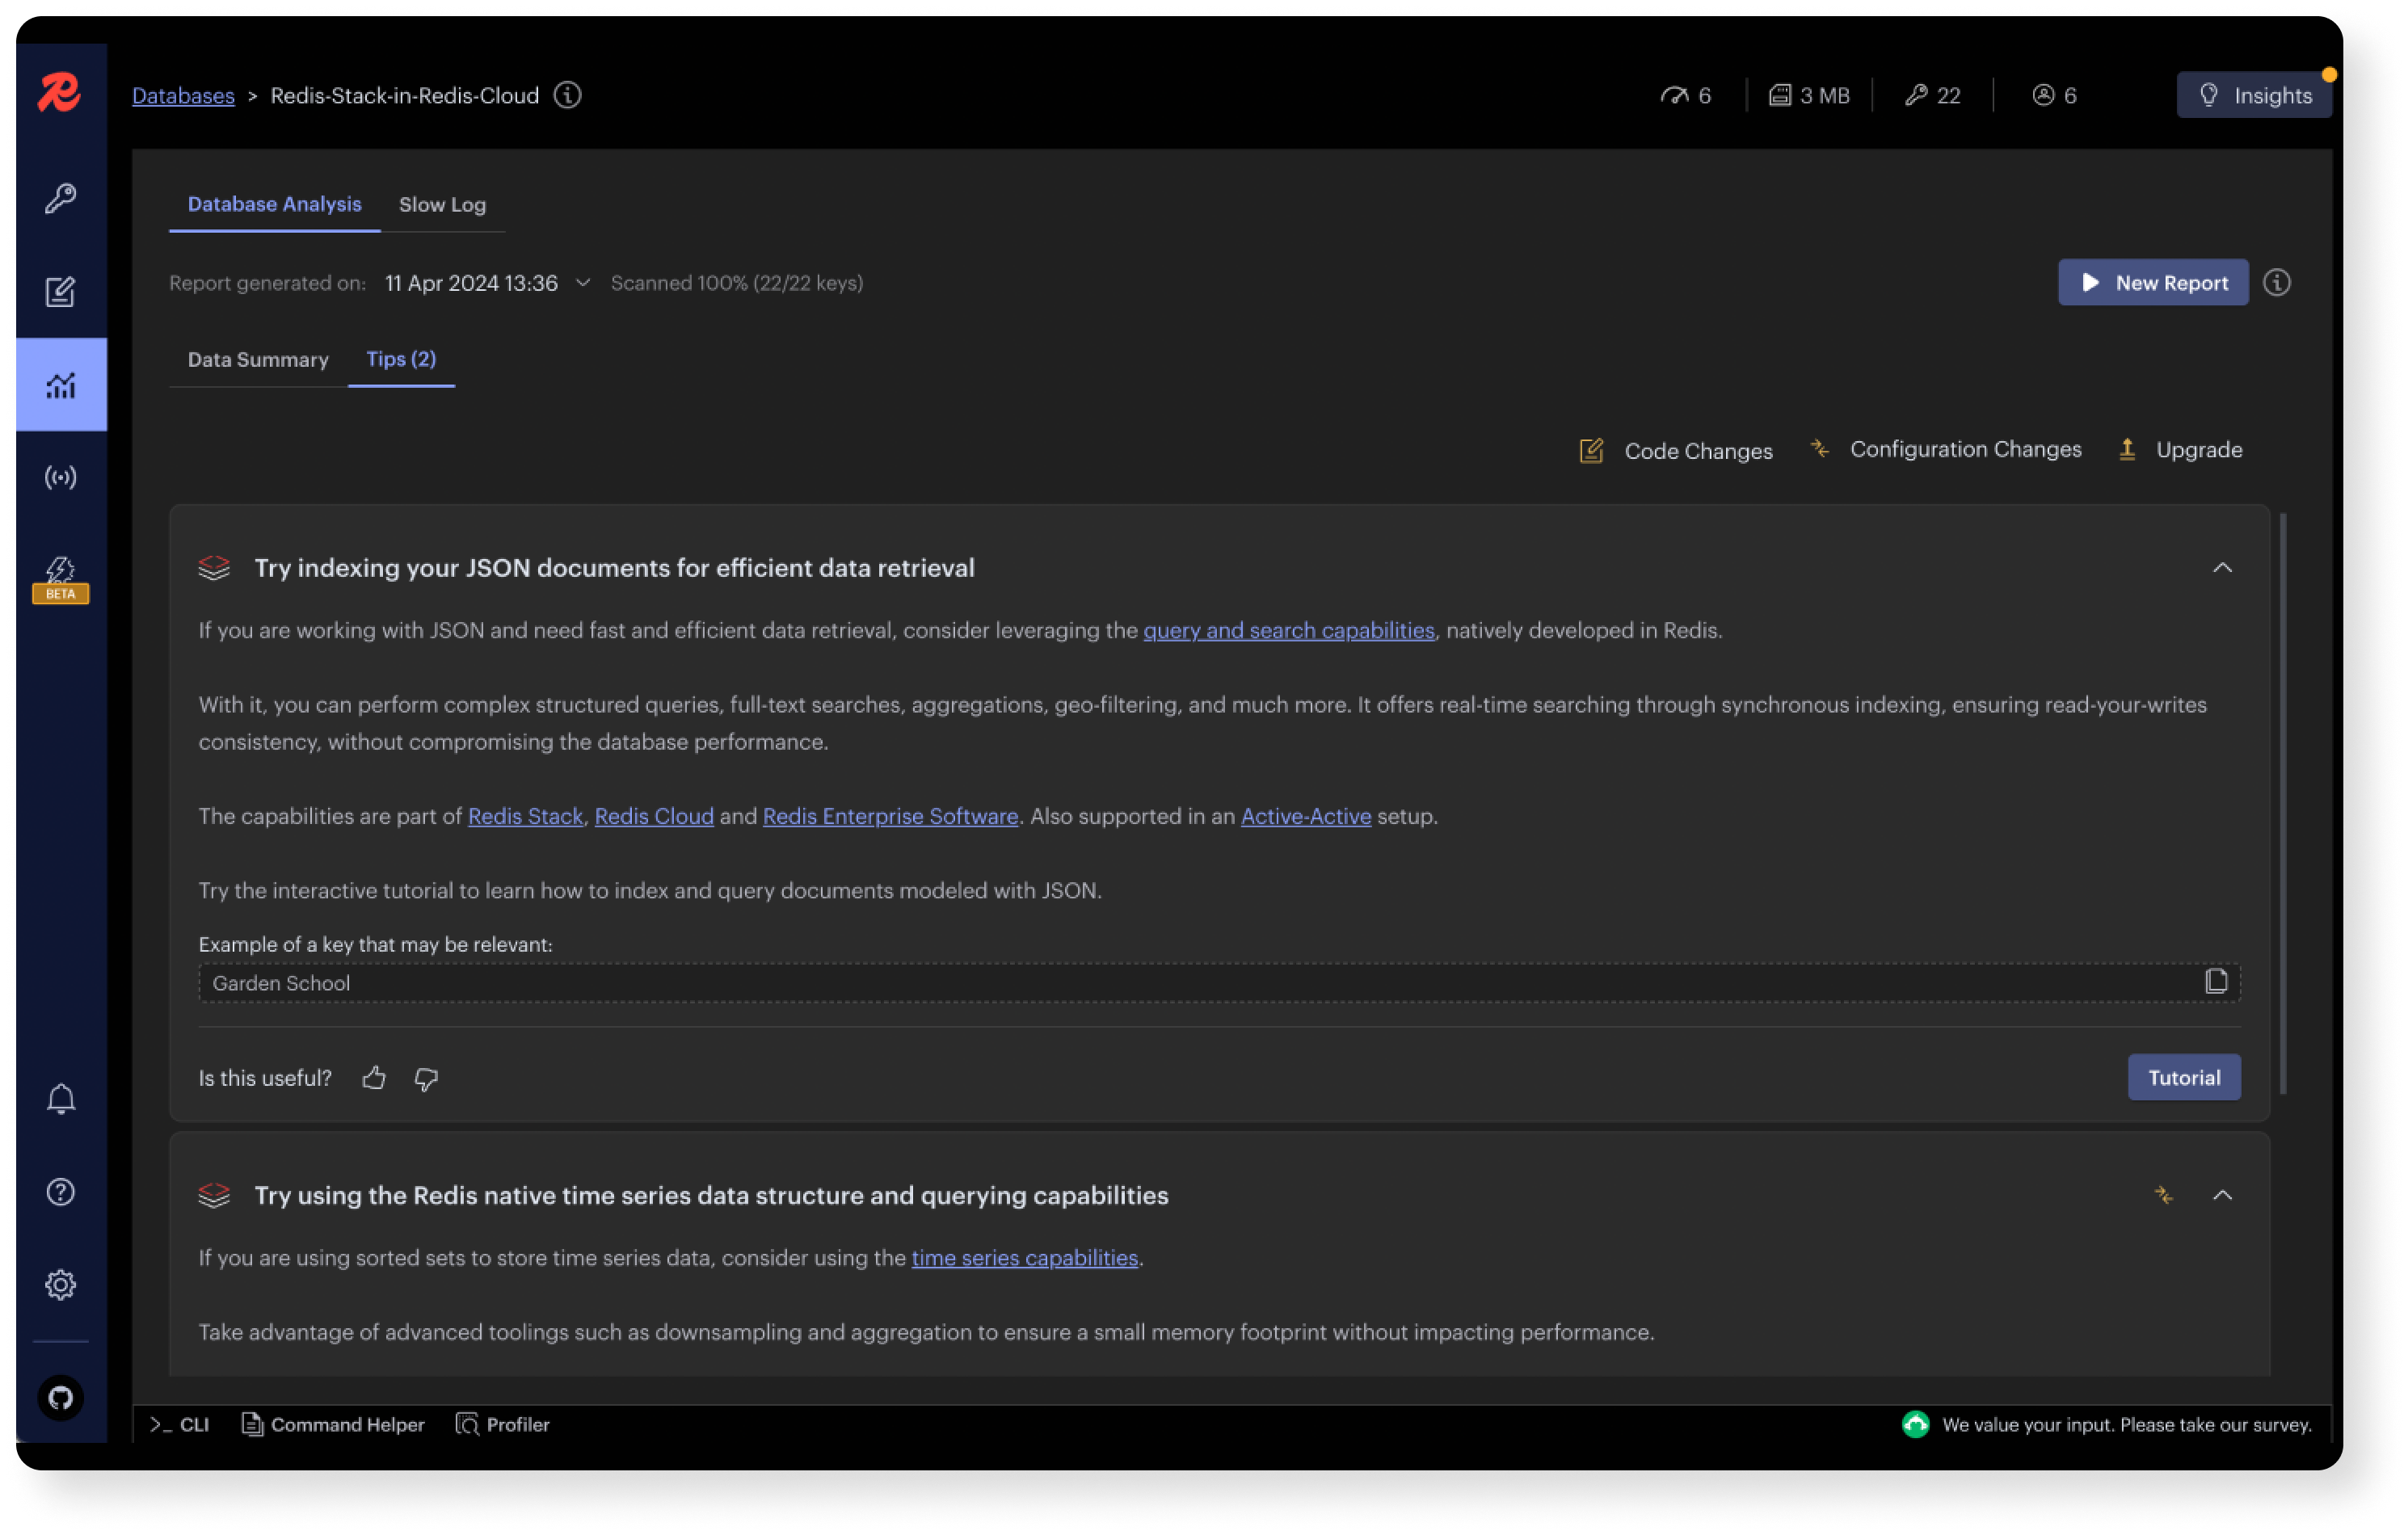 Databases > Redis-Stack-in-Redis-Cloud
6
3 MB
22
6
Insights
Database Analysis
Slow Log
Report generated on: 11 Apr 2024 13:36 Scanned 100% (22/22 keys)
New Report
Data Summary
Tips (2)
Code Changes
Configuration Changes
Upgrade
BETA
Try indexing your JSON documents for efficient data retrieval
If you are working with JSON and need fast and efficient data retrieval, consider leveraging the query and search capabilities, natively developed in Redis.
With it, you can perform complex structured queries, full-text searches, aggregations, geo-filtering, and much more. It offers real-time searching through synchronous indexing, ensuring read-your-writes
consistency, without compromising the database performance.
The capabilities are part of Redis Stack, Redis Cloud and Redis Enterprise Software. Also supported in an Active-Active setup.
Try the interactive tutorial to learn how to index and query documents modeled with JSON.
Example of a key that may be relevant:
Garden School
Is this useful?
Tutorial
Try using the Redis native time series data structure and querying capabilities
If you are using sorted sets to store time series data, consider using the time series capabilities.
Take advantage of advanced toolings such as downsampling and aggregation to ensure a small memory footprint without impacting performance.
>_ CLI
Command Helper
Profiler
We value your input. Please take our survey.